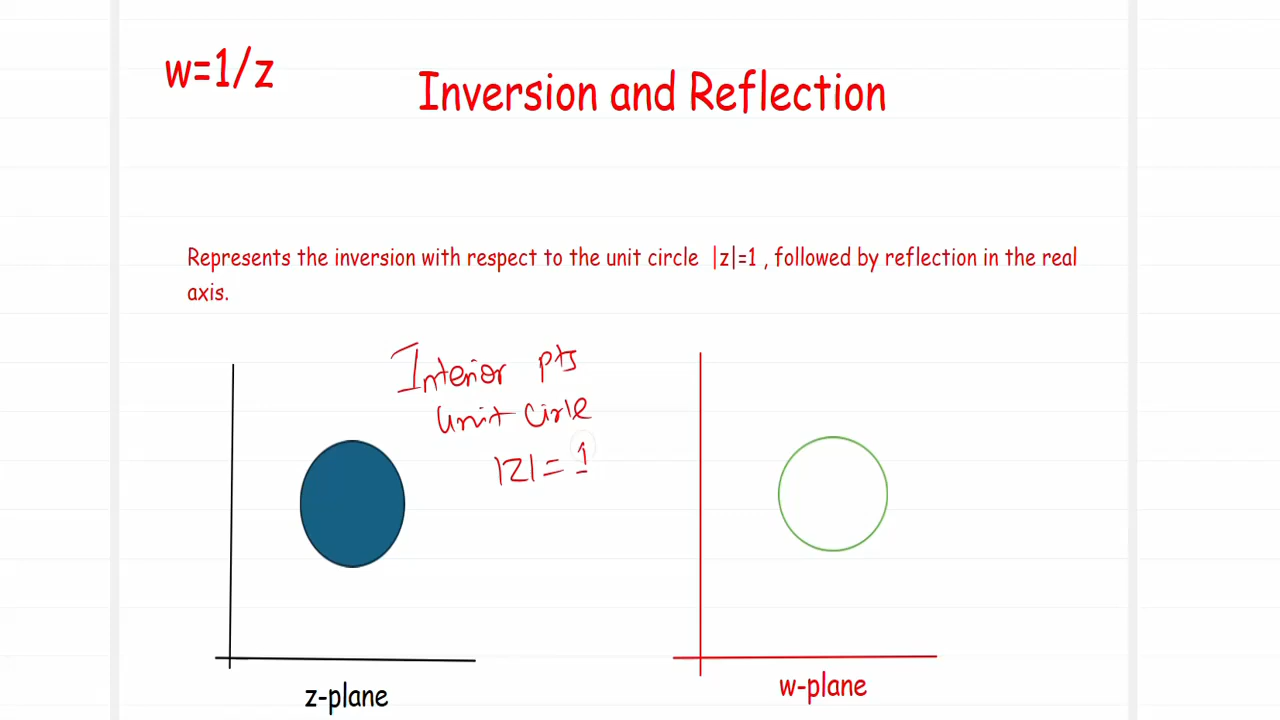 w=1/z
Inversion and Reflection
Represents the inversion with respect to the unit circle |z|=1 , followed by reflection in the real
axis.
Interior pts
unit cirle
|z| = 1
z-plane
w-plane